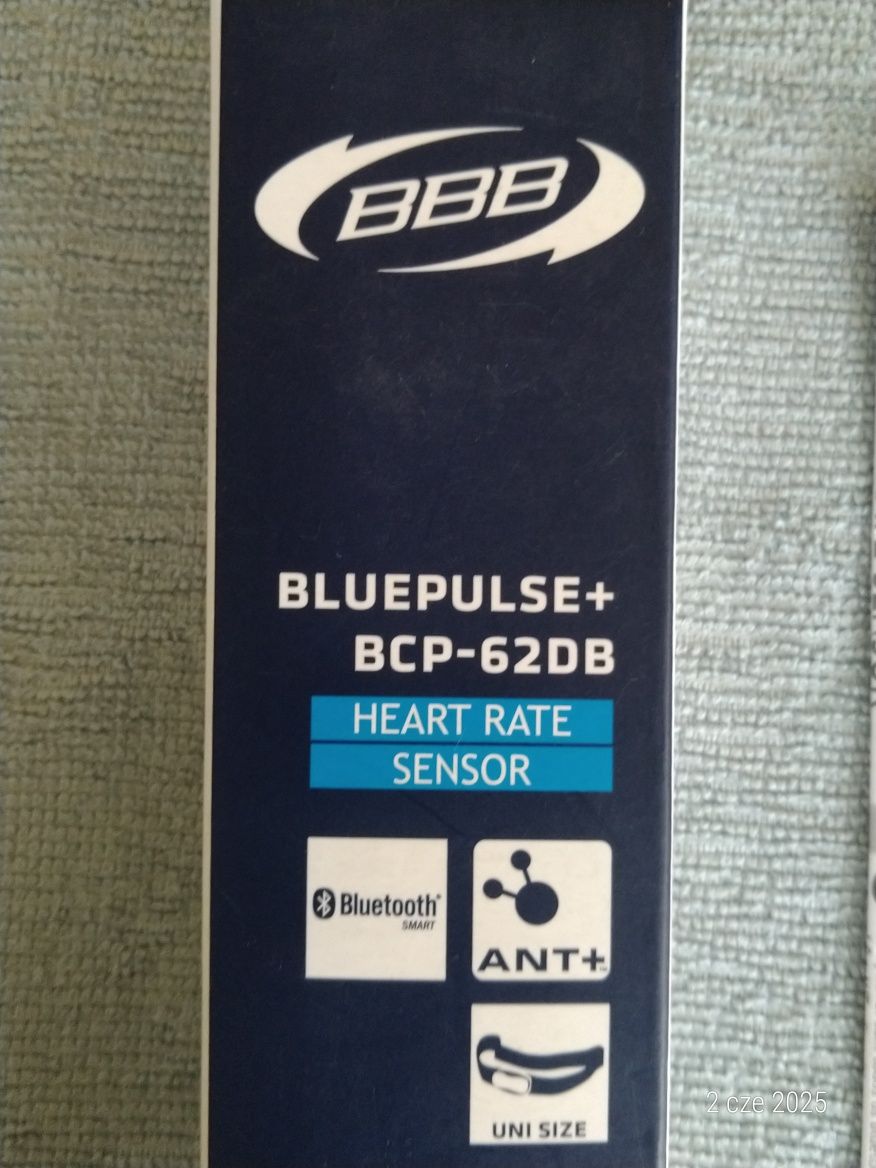 BBB
BLUEPULSE+
BCP-62DB
HEART RATE
SENSOR
Bluetooth®
SMART
ANT+
UNI SIZE
2 cze 2025